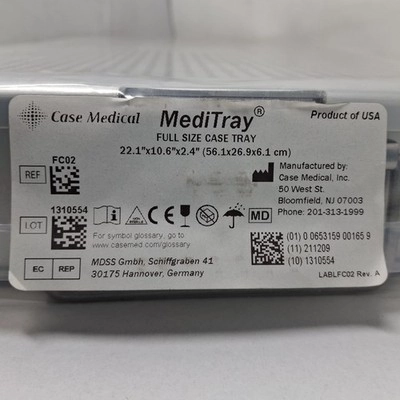 Case Medical
MediTray®
Product of USA
FULL SIZE CASE TRAY
22.1"x10.6"x2.4" (56.1x26.9x6.1 cm)
REF
FC02
Manufactured by:
Case Medical, Inc.
50 West St.
Bloomfield, NJ 07003
Phone: 201-313-1999
LOT
1310554
MD
For symbol glossary, go to
www.casemed.com/glossary
(01) 0 0653159 00165 9
(11) 211209
(10) 1310554
EC REP
MDSS Gmbh, Schiffgraben 41
30175 Hannover, Germany
LABLFC02 Rev. A